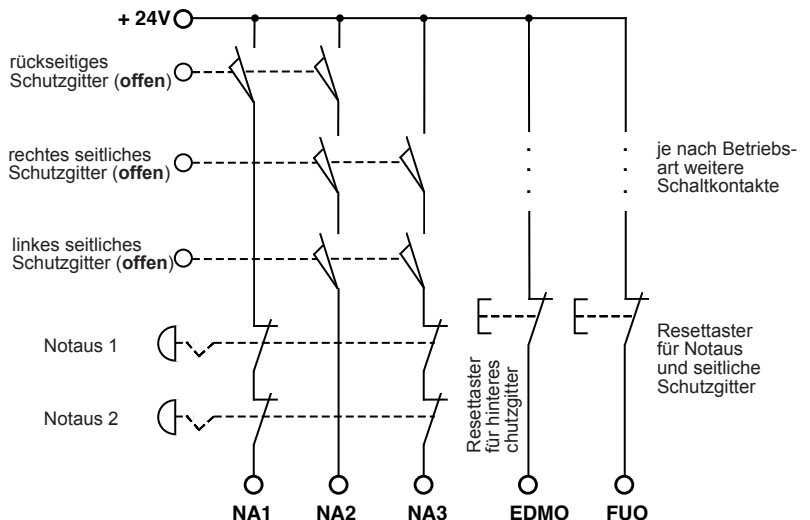 + 24V
rückseitiges
Schutzgitter (offen)
rechtes seitliches
Schutzgitter (offen)
je nach Betriebs-
art weitere
Schaltkontakte
linkes seitliches
Schutzgitter (offen)
Notaus 1
Notaus 2
Resettaster
für hinteres
chutzgitter
Resettaster
für Notaus
und seitliche
Schutzgitter
NA1
NA2
NA3
EDMO
FUO